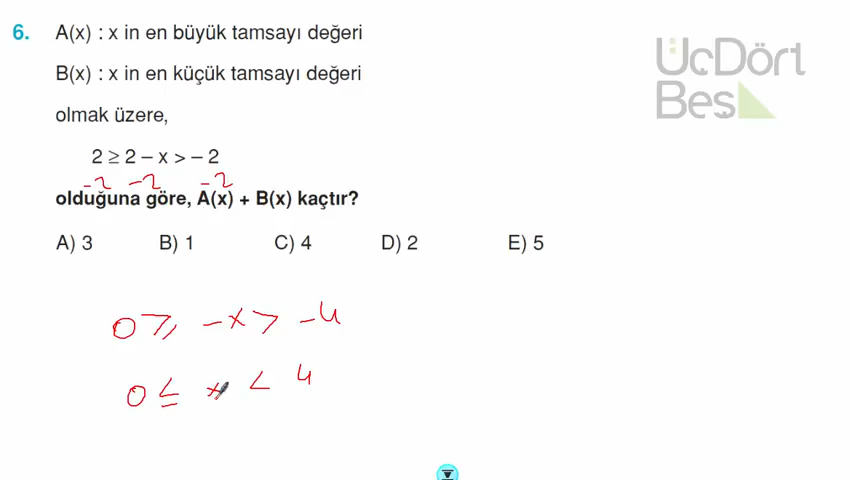 6. A(x) : x in en büyük tamsayı değeri
B(x) : x in en küçük tamsayı değeri
olmak üzere,
2 ≥ 2 – x > – 2
-2 -2 -2
olduğuna göre, A(x) + B(x) kaçtır?
A) 3 B) 1 C) 4 D) 2 E) 5
0 ≥ -x > -4
0 ≤ x < 4
ÜçDört
Beş